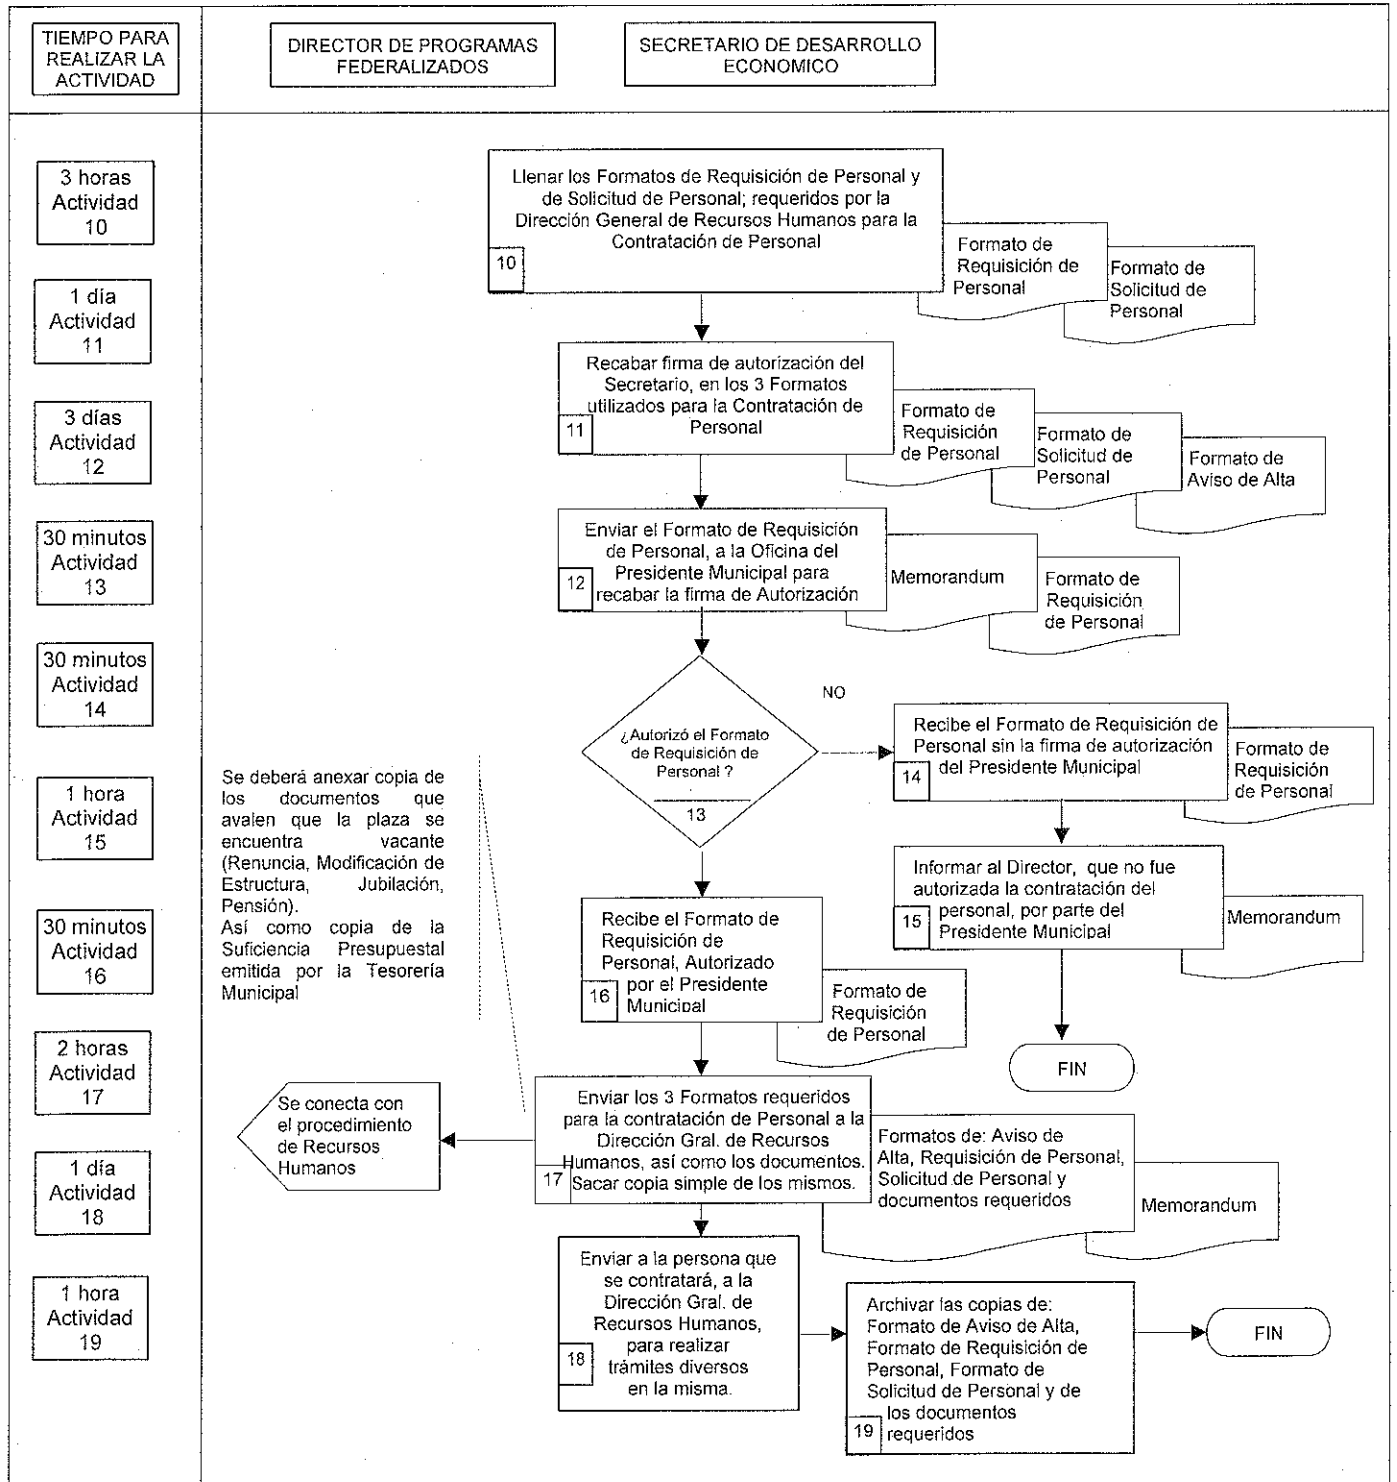 TIEMPO PARA
REALIZAR LA
ACTIVIDAD
DIRECTOR DE PROGRAMAS
FEDERALIZADOS
SECRETARIO DE DESARROLLO
ECONOMICO
3 horas
Actividad
10
1 día
Actividad
11
3 días
Actividad
12
30 minutos
Actividad
13
30 minutos
Actividad
14
1 hora
Actividad
15
30 minutos
Actividad
16
2 horas
Actividad
17
1 día
Actividad
18
1 hora
Actividad
19
Llenar los Formatos de Requisición de Personal y
de Solicitud de Personal; requeridos por la
Dirección General de Recursos Humanos para la
Contratación de Personal
10
Formato de
Requisición de
Personal
Formato de
Solicitud de
Personal
Recabar firma de autorización del
Secretario, en los 3 Formatos
utilizados para la Contratación de
Personal
11
Formato de
Requisición
de Personal
Formato de
Solicitud de
Personal
Formato de
Aviso de Alta
Enviar el Formato de Requisición
de Personal, a la Oficina del
Presidente Municipal para
recabar la firma de Autorización
12
Memorandum
Formato de
Requisición
de Personal
¿Autorizó el Formato
de Requisición de
Personal ?
13
NO
Recibe el Formato de Requisición de
Personal sin la firma de autorización
del Presidente Municipal
14
Formato de
Requisición
de Personal
Informar al Director, que no fue
autorizada la contratación del
personal, por parte del
Presidente Municipal
15
Memorandum
FIN
Se deberá anexar copia de
los documentos que
avalen que la plaza se
encuentra vacante
(Renuncia, Modificación de
Estructura, Jubilación,
Pensión).
Así como copia de la
Suficiencia Presupuestal
emitida por la Tesorería
Municipal
Recibe el Formato de
Requisición de
Personal, Autorizado
por el Presidente
Municipal
16
Formato de
Requisición
de Personal
Enviar los 3 Formatos requeridos
para la contratación de Personal a la
Dirección Gral. de Recursos
Humanos, así como los documentos.
Sacar copia simple de los mismos.
17
Se conecta con
el procedimiento
de Recursos
Humanos
Formatos de: Aviso de
Alta, Requisición de Personal,
Solicitud de Personal y
documentos requeridos
Memorandum
Enviar a la persona que
se contratará, a la
Dirección Gral. de
Recursos Humanos,
para realizar
trámites diversos
en la misma.
18
Archivar las copias de:
Formato de Aviso de Alta,
Formato de Requisición de
Personal, Formato de
Solicitud de Personal y de
los documentos
requeridos
19
FIN